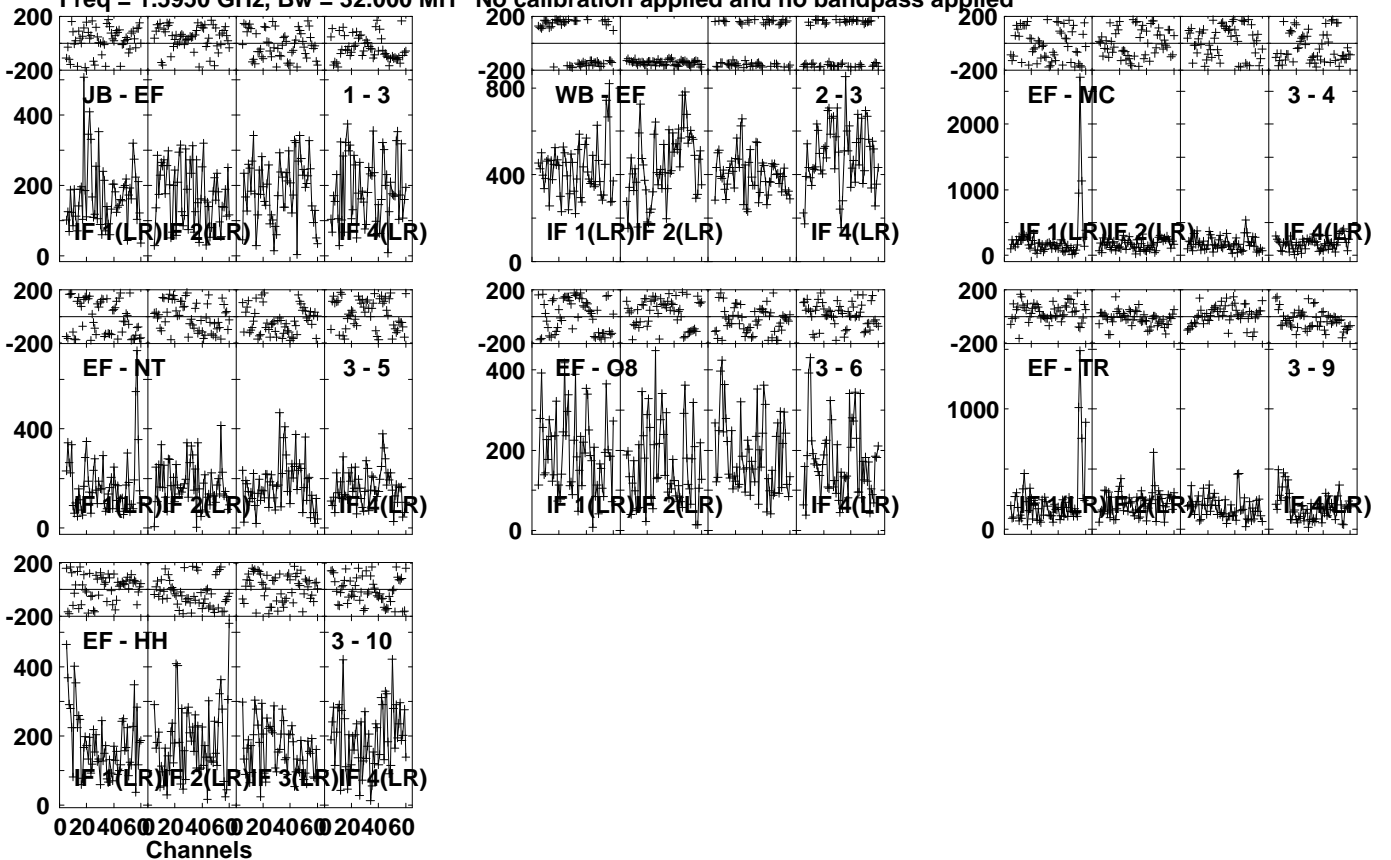 Freq = 1.5950 GHz, Bw = 32.000 MH No calibration applied and no bandpass applied
200
-200
JB - EF 1 - 3
400
200
0
IF 1(LR) IF 2(LR) IF 4(LR)
200
-200
WB - EF 2 - 3
800
400
0
IF 1(LR) IF 2(LR) IF 4(LR)
200
-200
EF - MC 3 - 4
2000
1000
0
IF 1(LR) IF 2(LR) IF 4(LR)
200
-200
EF - NT 3 - 5
400
0
IF 1(LR) IF 2(LR) IF 4(LR)
200
-200
EF - O8 3 - 6
400
200
0
IF 1(LR) IF 2(LR) IF 4(LR)
200
-200
EF - TR 3 - 9
1000
0
IF 1(LR) IF 2(LR) IF 4(LR)
200
-200
EF - HH 3 - 10
400
200
0
IF 1(LR) IF 2(LR) IF 3(LR) IF 4(LR)
0 20 40 60 0 20 40 60 0 20 40 60 0 20 40 60
Channels